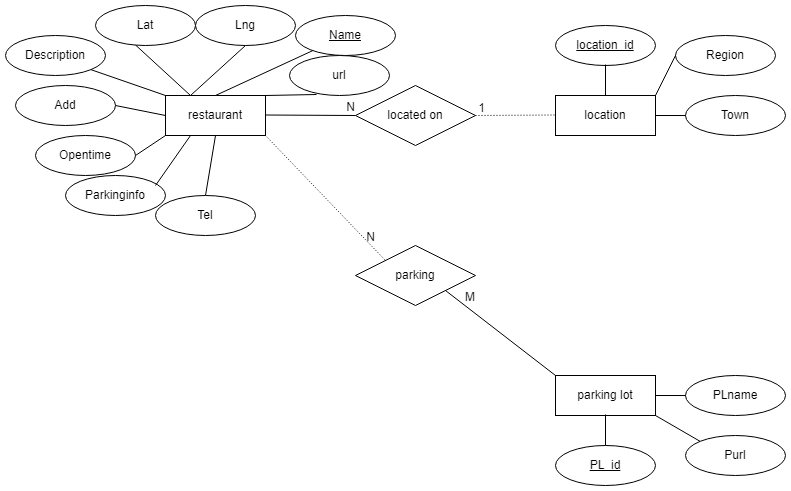 Lat
Lng
Name
location_id
Description
Region
url
Add
restaurant
N
located on
1
location
Town
Opentime
Parkinginfo
Tel
N
parking
M
parking lot
PLname
Purl
PL_id